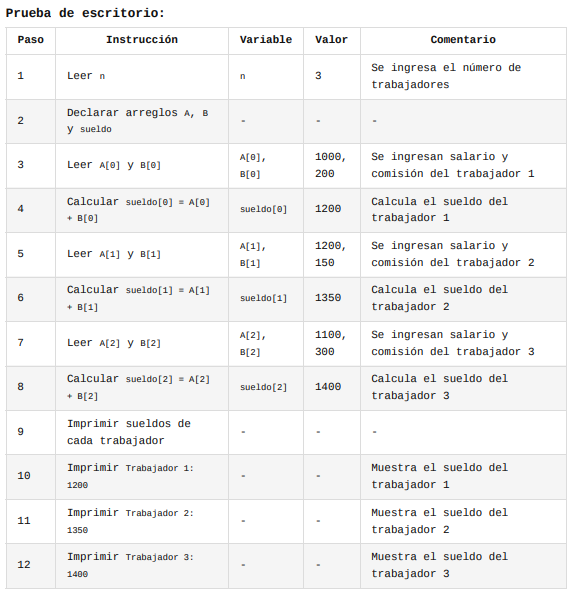 Prueba de escritorio:
Paso Instrucción Variable Valor Comentario
1 Leer n n 3 Se ingresa el número de
trabajadores
2 Declarar arreglos A, B
y sueldo - - -
3 Leer A[0] y B[0] A[0],
B[0] 1000,
200 Se ingresan salario y
comisión del trabajador 1
4 Calcular sueldo[0] = A[0]
+ B[0] sueldo[0] 1200 Calcula el sueldo del
trabajador 1
5 Leer A[1] y B[1] A[1],
B[1] 1200,
150 Se ingresan salario y
comisión del trabajador 2
6 Calcular sueldo[1] = A[1]
+ B[1] sueldo[1] 1350 Calcula el sueldo del
trabajador 2
7 Leer A[2] y B[2] A[2],
B[2] 1100,
300 Se ingresan salario y
comisión del trabajador 3
8 Calcular sueldo[2] = A[2]
+ B[2] sueldo[2] 1400 Calcula el sueldo del
trabajador 3
9 Imprimir sueldos de
cada trabajador - - -
10 Imprimir Trabajador 1:
1200 - - Muestra el sueldo del
trabajador 1
11 Imprimir Trabajador 2:
1350 - - Muestra el sueldo del
trabajador 2
12 Imprimir Trabajador 3:
1400 - - Muestra el sueldo del
trabajador 3